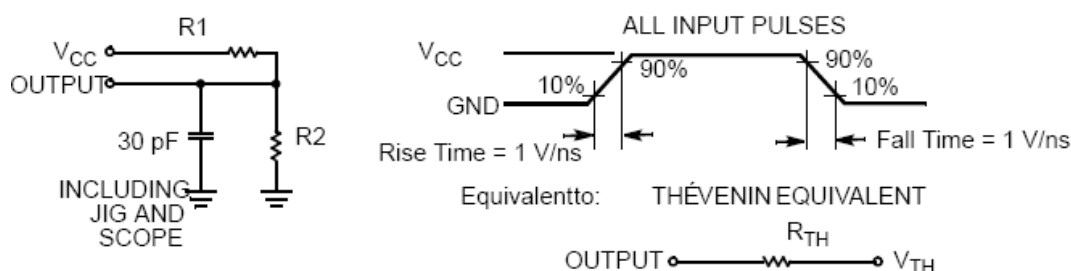 R1
VCC
OUTPUT
30 pF
R2
INCLUDING
JIG AND
SCOPE
ALL INPUT PULSES
VCC
GND
10%
90%
90%
10%
Rise Time = 1 V/ns
Fall Time = 1 V/ns
Equivalentto: THÉVENIN EQUIVALENT
RTH
OUTPUT
VTH